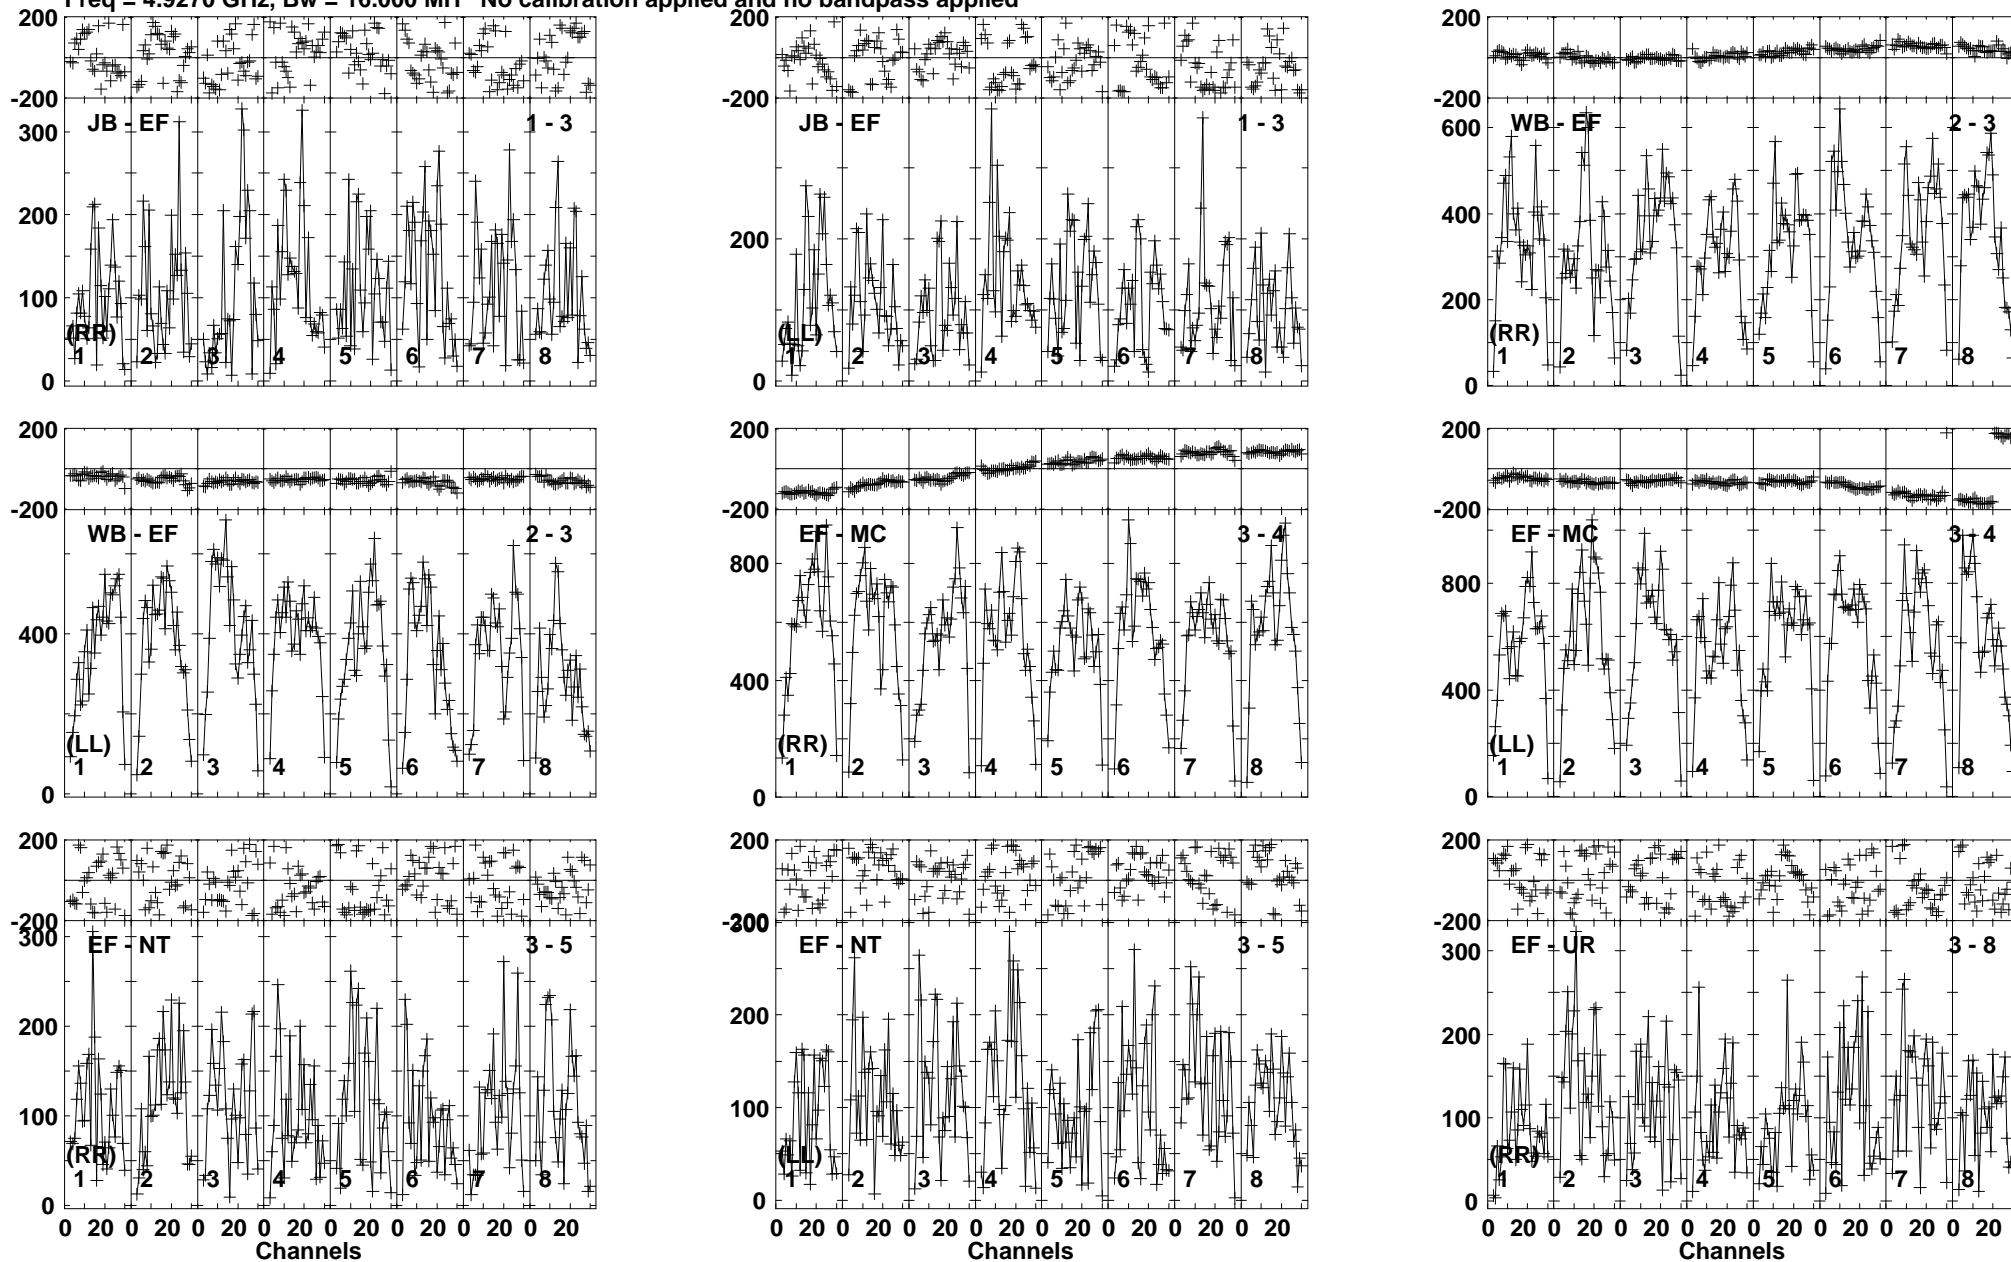 Freq = 4.9270 GHz, Bw = 16.000 MH No calibration applied and no bandpass applied
200 200 200
-200 -200 -200
JB - EF 1 - 3 JB - EF 1 - 3 WB - EF 2 - 3
300 600
200 200 400
100 200
(RR) (LL) (RR)
1 2 3 4 5 6 7 8 1 2 3 4 5 6 7 8 1 2 3 4 5 6 7 8
0 0 0
200 200 200
-200 -200 -200
WB - EF 2 - 3 EF - MC 3 - 4 EF - MC 3 - 4
400 800 800
400 400
(LL) (RR) (LL)
1 2 3 4 5 6 7 8 1 2 3 4 5 6 7 8 1 2 3 4 5 6 7 8
0 0 0
200 200 200
-200 -200 -200
300 300 300
EF - NT 3 - 5 EF - NT 3 - 5 EF - UR 3 - 8
200 200 200
100 100 100
(RR) (LL) (RR)
1 2 3 4 5 6 7 8 1 2 3 4 5 6 7 8 1 2 3 4 5 6 7 8
0 0 0
0 20 0 20 0 20 0 20 0 20 0 20 0 20 0 20 0 20 0 20 0 20 0 20 0 20 0 20 0 20 0 20 0 20 0 20 0 20 0 20 0 20 0 20 0 20 0 20
Channels Channels Channels